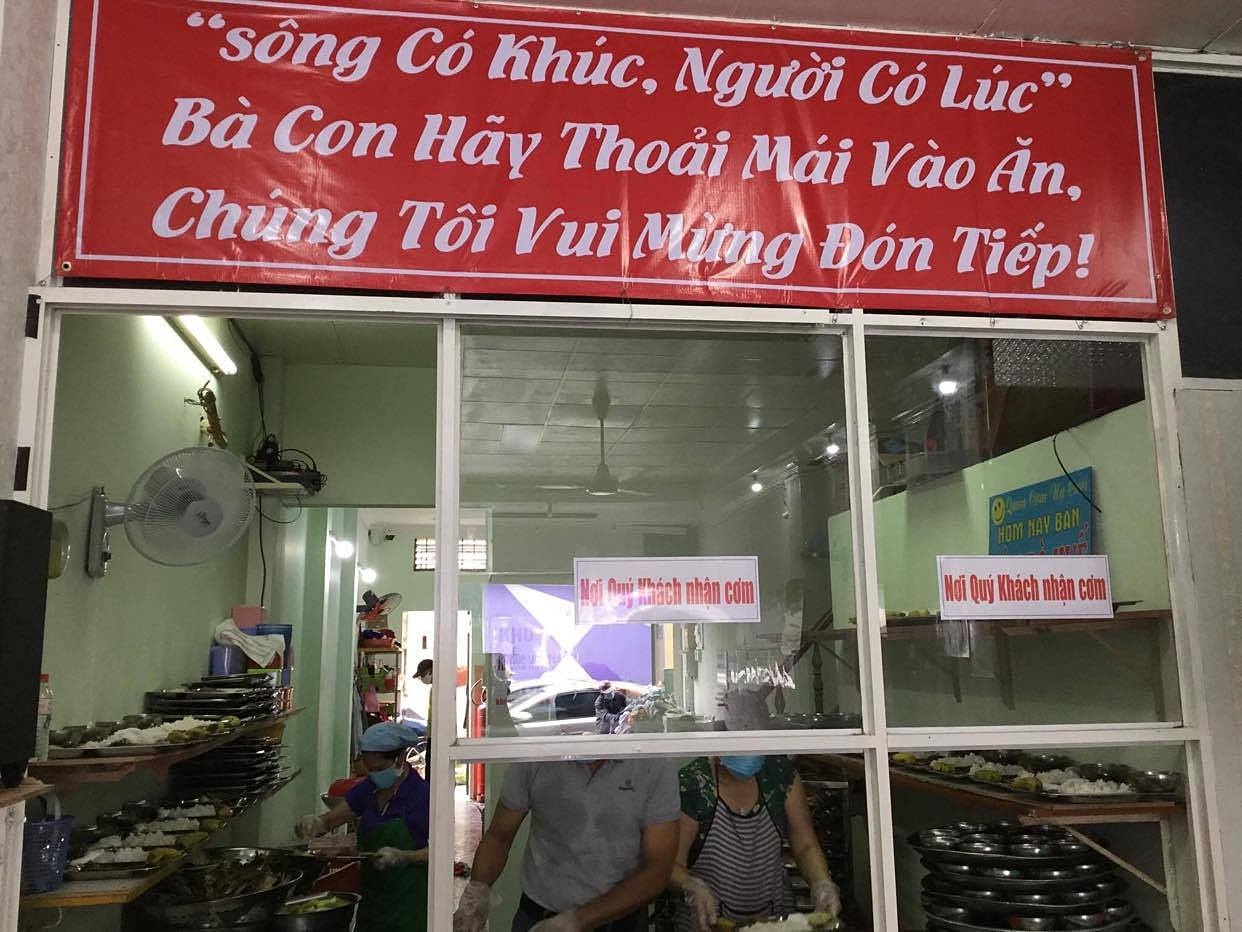 “sông Có Khúc, Người Có Lúc”
Bà Con Hãy Thoải Mái Vào Ăn,
Chúng Tôi Vui Mừng Đón Tiếp!
HÔM NAY BÁN
Nơi Quý Khách nhận cơm
Nơi Quý Khách nhận cơm